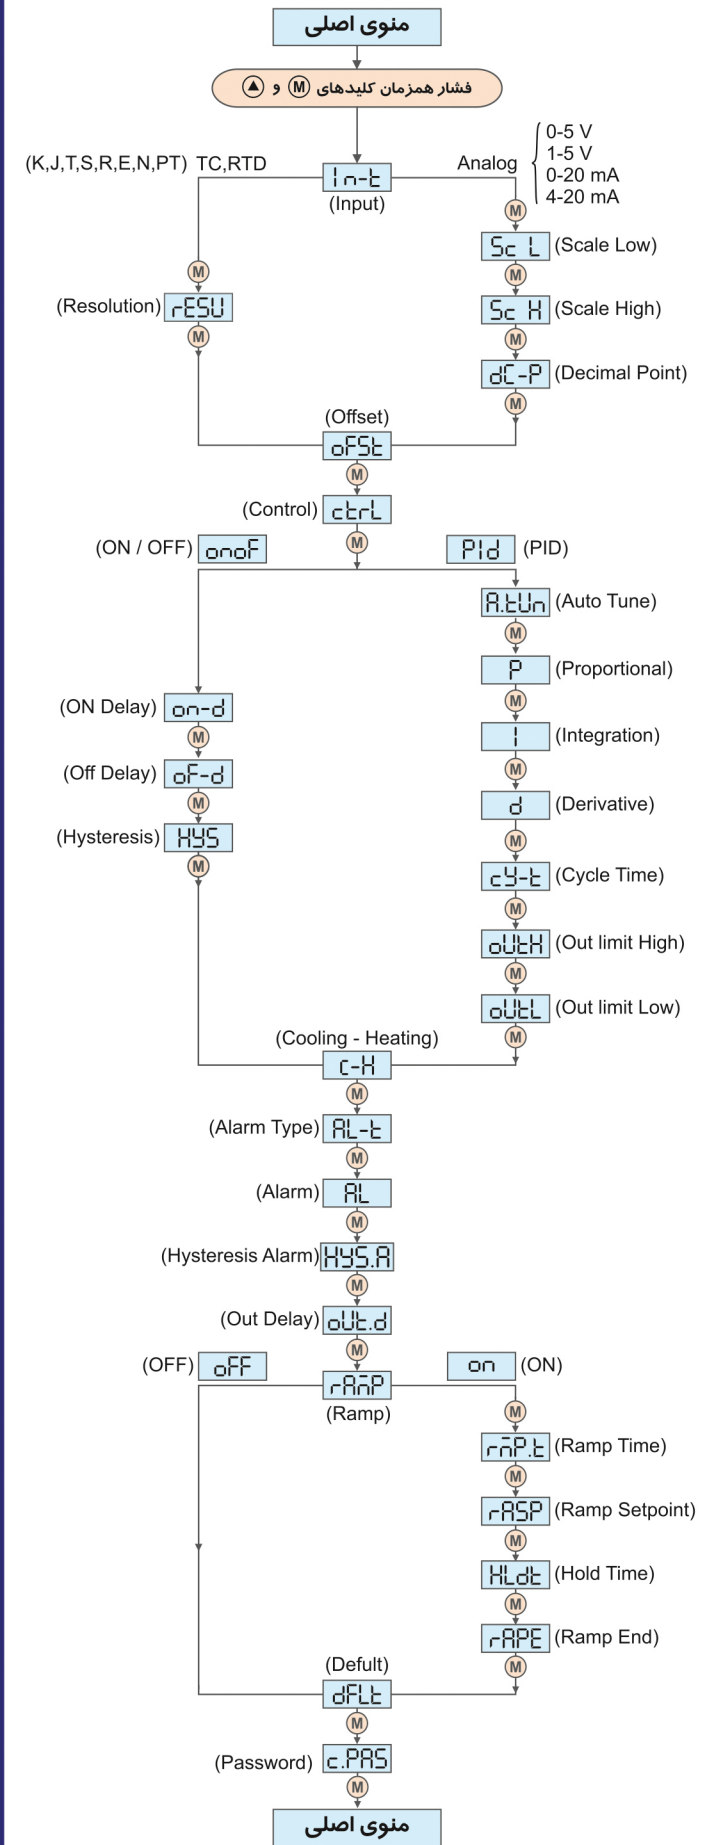 منوی اصلی
فشار همزمان کلیدهای M و ▲
0-5 V
1-5 V
0-20 mA
4-20 mA
(K,J,T,S,R,E,N,PT) TC,RTD
In-t
Analog
(Input)
M
Sc L (Scale Low)
M
M
(Resolution) rESU
Sc H (Scale High)
M
M
dC-P (Decimal Point)
M
(Offset)
oFSt
M
(Control) ctrL
M
(ON / OFF) onoF
PId (PID)
A.tUn (Auto Tune)
M
P (Proportional)
M
(ON Delay) on-d
I (Integration)
M
(Off Delay) oF-d
M
d (Derivative)
M
(Hysteresis) HYS
M
M
cY-t (Cycle Time)
M
oUtH (Out limit High)
M
oUtL (Out limit Low)
M
(Cooling - Heating)
c-H
M
(Alarm Type) AL-t
M
(Alarm) AL
M
(Hysteresis Alarm) HYS.A
M
(Out Delay) oUt.d
M
(OFF) oFF
on (ON)
rAmP
(Ramp)
M
rmP.t (Ramp Time)
M
rASP (Ramp Setpoint)
M
HLdt (Hold Time)
M
rAPE (Ramp End)
M
(Defult)
dFLt
M
(Password) c.PAS
M
منوی اصلی